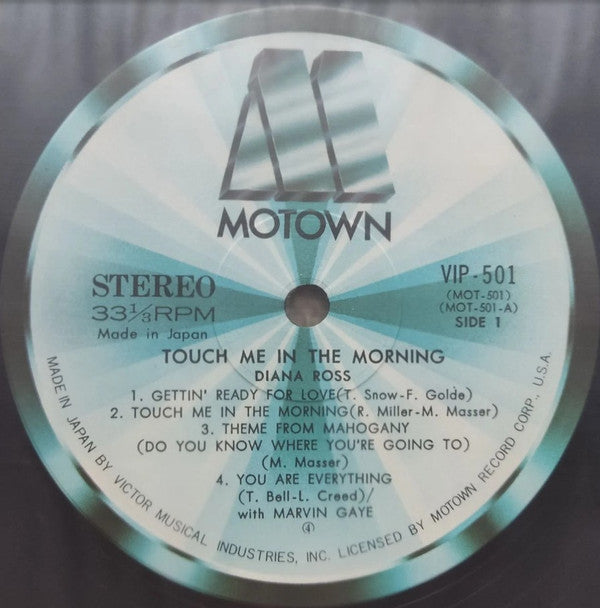 MOTOWN
STEREO
33⅓RPM
Made in Japan
VIP-501
(MOT-501)
(MOT-501-A)
SIDE 1
TOUCH ME IN THE MORNING
DIANA ROSS
1. GETTIN' READY FOR LOVE(T. Snow-F. Golde)
2. TOUCH ME IN THE MORNING(R. Miller-M. Masser)
3. THEME FROM MAHOGANY
(DO YOU KNOW WHERE YOU'RE GOING TO)
(M. Masser)
4. YOU ARE EVERYTHING
(T. Bell-L. Creed)/
with MARVIN GAYE
④
MADE IN JAPAN BY VICTOR MUSICAL INDUSTRIES, INC. LICENSED BY MOTOWN RECORD CORP., U.S.A.